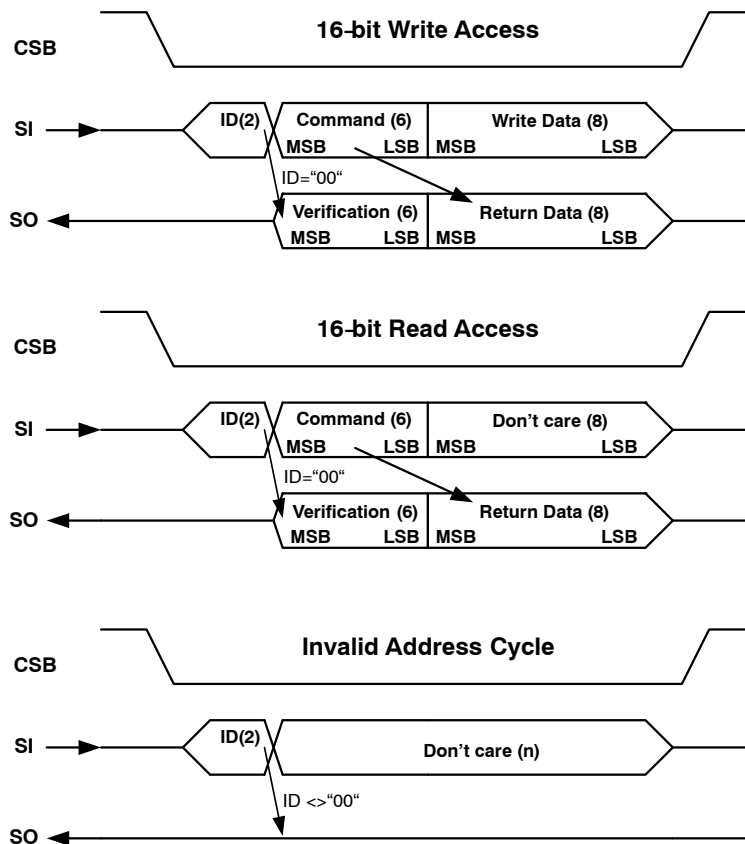 16-bit Write Access
CSB
SI
ID(2)
Command (6)
Write Data (8)
MSB LSB
MSB LSB
ID="00"
SO
Verification (6)
Return Data (8)
MSB LSB
MSB LSB
16-bit Read Access
CSB
SI
ID(2)
Command (6)
Don't care (8)
MSB LSB
MSB LSB
ID="00"
SO
Verification (6)
Return Data (8)
MSB LSB
MSB LSB
Invalid Address Cycle
CSB
SI
ID(2)
Don't care (n)
ID <>"00"
SO